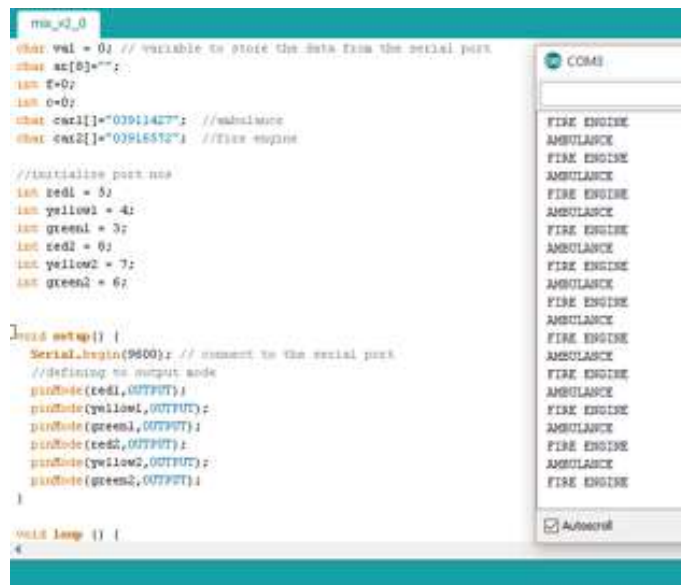 mix_v2_0
char val = 0; // variable to store the data from the serial port
char ar[8]="";
int f=0;
int c=0;
char car1[]="03911427"; //ambulance
char car2[]="03916572"; //fire engine
//initialize port nos
int red1 = 5;
int yellow1 = 4;
int green1 = 3;
int red2 = 8;
int yellow2 = 7;
int green2 = 6;
void setup() {
Serial.begin(9600); // connect to the serial port
//defining to output mode
pinMode(red1,OUTPUT);
pinMode(yellow1,OUTPUT);
pinMode(green1,OUTPUT);
pinMode(red2,OUTPUT);
pinMode(yellow2,OUTPUT);
pinMode(green2,OUTPUT);
}
void loop () {
COM3
FIRE ENGINE
AMBULANCE
FIRE ENGINE
AMBULANCE
FIRE ENGINE
AMBULANCE
FIRE ENGINE
AMBULANCE
FIRE ENGINE
AMBULANCE
FIRE ENGINE
AMBULANCE
FIRE ENGINE
AMBULANCE
FIRE ENGINE
AMBULANCE
FIRE ENGINE
AMBULANCE
FIRE ENGINE
AMBULANCE
FIRE ENGINE
Autoscroll